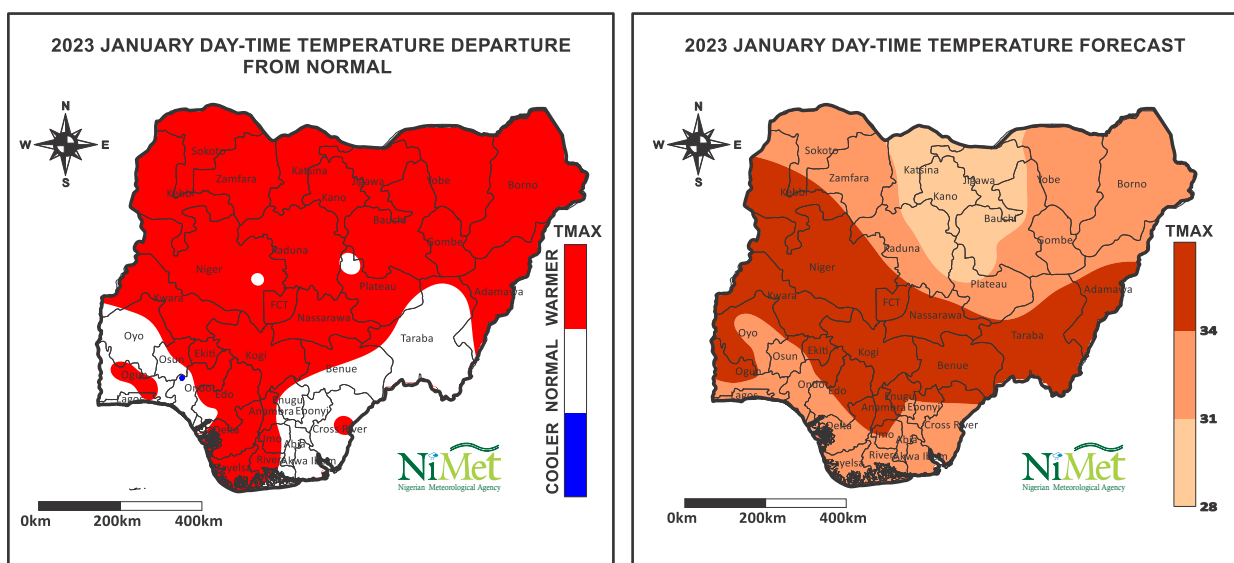 2023 JANUARY DAY-TIME TEMPERATURE DEPARTURE
FROM NORMAL
N
W E
S
Sokoto
Zamfara
Katsina
Jigawa
Yobe
Borno
Kebbi
Kano
Bauchi
Gombe
Kaduna
Niger
Plateau
Adamawa
Kwara
FCT
Nassarawa
Taraba
Oyo
Osun
Ekiti
Kogi
Benue
Ogun
Ondo
Edo
Enugu
Anambra
Ebonyi
Lagos
Delta
Imo
Abia
Cross River
Bayelsa
Rivers
Akwa Ibom
TMAX
WARMER
NORMAL
COOLER
NiMet
Nigerian Meteorological Agency
0km 200km 400km
2023 JANUARY DAY-TIME TEMPERATURE FORECAST
N
W E
S
Sokoto
Zamfara
Katsina
Jigawa
Yobe
Borno
Kebbi
Kano
Bauchi
Gombe
Kaduna
Niger
Plateau
Adamawa
Kwara
FCT
Nassarawa
Taraba
Oyo
Osun
Ekiti
Kogi
Benue
Ogun
Ondo
Edo
Enugu
Anambra
Ebonyi
Lagos
Delta
Imo
Abia
Cross River
Bayelsa
Rivers
Akwa Ibom
TMAX
34
31
28
NiMet
Nigerian Meteorological Agency
0km 200km 400km